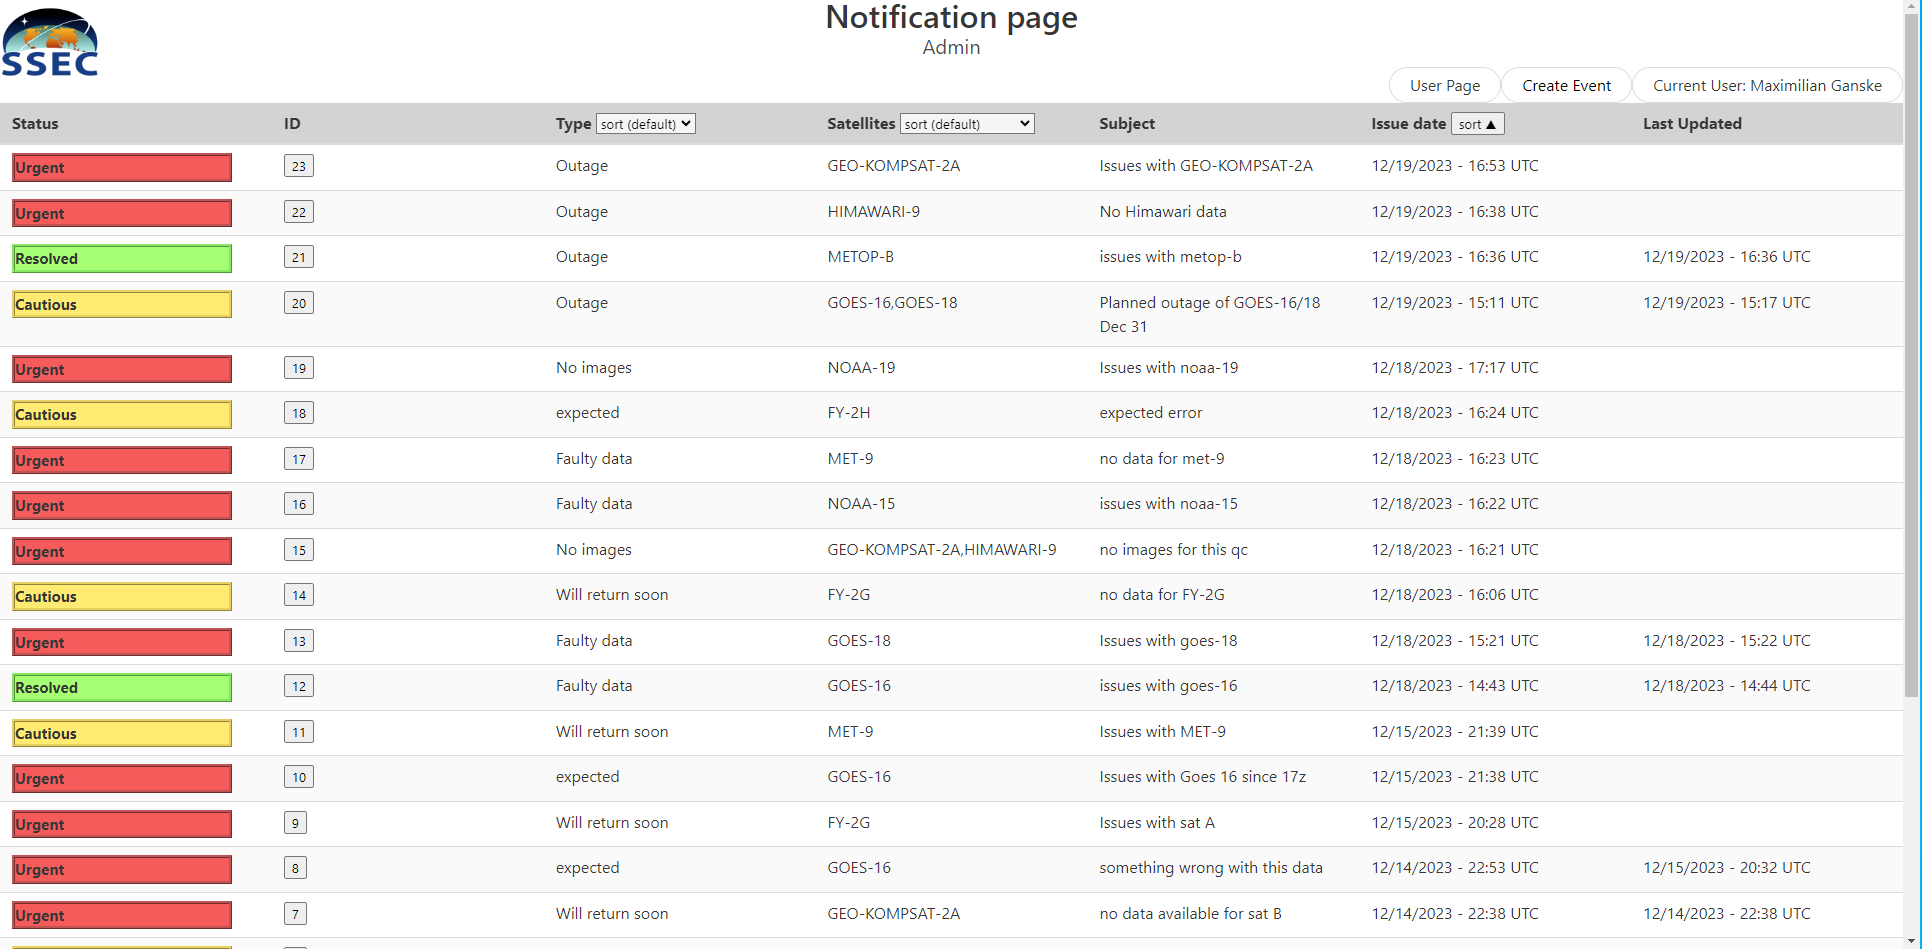 Notification page
Admin
SSEC
User Page Create Event Current User: Maximilian Ganske
Status ID Type sort (default) Satellites sort (default) Subject Issue date sort ▲ Last Updated
Urgent 23 Outage GEO-KOMPSAT-2A Issues with GEO-KOMPSAT-2A 12/19/2023 - 16:53 UTC
Urgent 22 Outage HIMAWARI-9 No Himawari data 12/19/2023 - 16:38 UTC
Resolved 21 Outage METOP-B issues with metop-b 12/19/2023 - 16:36 UTC 12/19/2023 - 16:36 UTC
Cautious 20 Outage GOES-16,GOES-18 Planned outage of GOES-16/18 12/19/2023 - 15:11 UTC 12/19/2023 - 15:17 UTC
Dec 31
Urgent 19 No images NOAA-19 Issues with noaa-19 12/18/2023 - 17:17 UTC
Cautious 18 expected FY-2H expected error 12/18/2023 - 16:24 UTC
Urgent 17 Faulty data MET-9 no data for met-9 12/18/2023 - 16:23 UTC
Urgent 16 Faulty data NOAA-15 issues with noaa-15 12/18/2023 - 16:22 UTC
Urgent 15 No images GEO-KOMPSAT-2A,HIMAWARI-9 no images for this qc 12/18/2023 - 16:21 UTC
Cautious 14 Will return soon FY-2G no data for FY-2G 12/18/2023 - 16:06 UTC
Urgent 13 Faulty data GOES-18 Issues with goes-18 12/18/2023 - 15:21 UTC 12/18/2023 - 15:22 UTC
Resolved 12 Faulty data GOES-16 issues with goes-16 12/18/2023 - 14:43 UTC 12/18/2023 - 14:44 UTC
Cautious 11 Will return soon MET-9 Issues with MET-9 12/15/2023 - 21:39 UTC
Urgent 10 expected GOES-16 Issues with Goes 16 since 17z 12/15/2023 - 21:38 UTC
Urgent 9 Will return soon FY-2G Issues with sat A 12/15/2023 - 20:28 UTC
Urgent 8 expected GOES-16 something wrong with this data 12/14/2023 - 22:53 UTC 12/15/2023 - 20:32 UTC
Urgent 7 Will return soon GEO-KOMPSAT-2A no data available for sat B 12/14/2023 - 22:38 UTC 12/14/2023 - 22:38 UTC